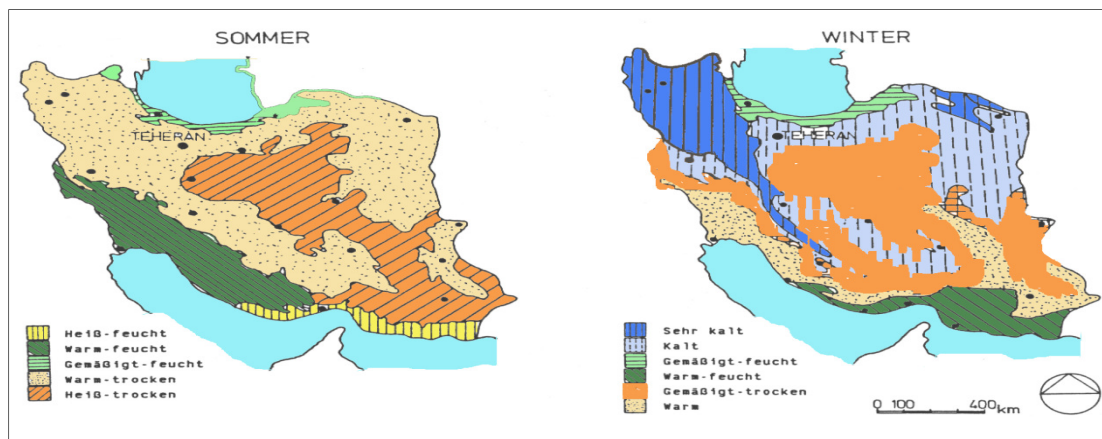 SOMMER
TEHERAN
Heiß-feucht
Warm-feucht
Gemäßigt-feucht
Warm-trocken
Heiß-trocken
WINTER
TEHERAN
Sehr kalt
Kalt
Gemäßigt-feucht
Warm-feucht
Gemäßigt-trocken
Warm
0 100 400 km